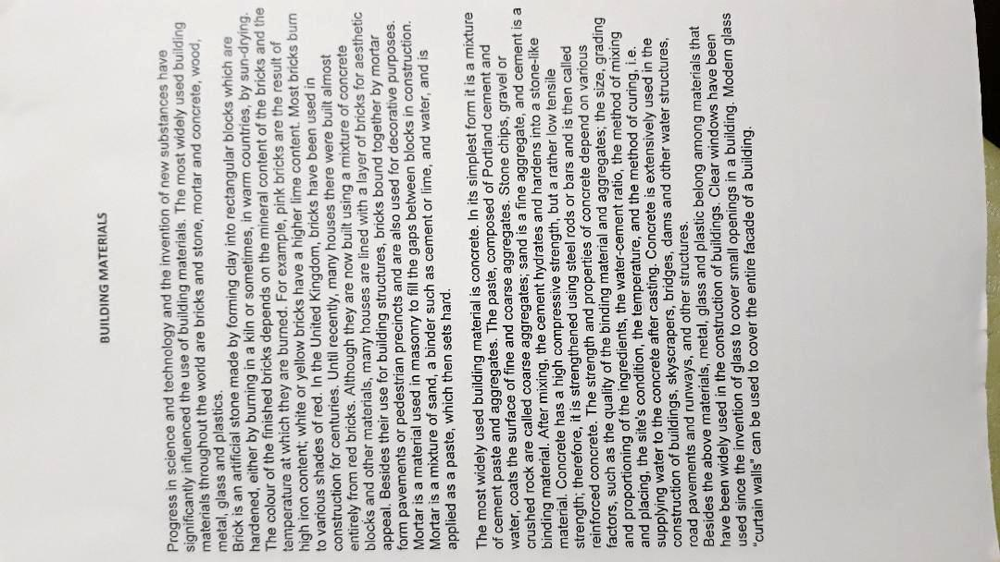 BUILDING MATERIALS
Progress in science and technology and the invention of new substances have
significantly influenced the use of building materials. The most widely used building
materials throughout the world are bricks and stone, mortar and concrete, wood,
metal, glass and plastics.
Brick is an artificial stone made by forming clay into rectangular blocks which are
hardened, either by burning in a kiln or sometimes, in warm countries, by sun-drying.
The colour of the finished bricks depends on the mineral content of the bricks and the
temperature at which they are burned. For example, pink bricks are the result of
high iron content; white or yellow bricks have a higher lime content. Most bricks burn
to various shades of red. In the United Kingdom, bricks have been used in
construction for centuries. Until recently, many houses there were built almost
entirely from red bricks. Although they are now built using a mixture of concrete
blocks and other materials, many houses are lined with a layer of bricks for aesthetic
appeal. Besides their use for building structures, bricks bound together by mortar
form pavements or pedestrian precincts and are also used for decorative purposes.
Mortar is a material used in masonry to fill the gaps between blocks in construction.
Mortar is a mixture of sand, a binder such as cement or lime, and water, and is
applied as a paste, which then sets hard.
The most widely used building material is concrete. In its simplest form it is a mixture
of cement paste and aggregates. The paste, composed of Portland cement and
water, coats the surface of fine and coarse aggregates. Stone chips, gravel or
crushed rock are called coarse aggregates; sand is a fine aggregate, and cement is a
binding material. After mixing, the cement hydrates and hardens into a stone-like
material. Concrete has a high compressive strength, but a rather low tensile
strength; therefore, it is strengthened using steel rods or bars and is then called
reinforced concrete. The strength and properties of concrete depend on various
factors, such as the quality of the binding material and aggregates; the size, grading
and proportioning of the ingredients, the water-cement ratio, the method of mixing
and placing, the site's condition, the temperature, and the method of curing, i.e.
supplying water to the concrete after casting. Concrete is extensively used in the
construction of buildings, skyscrapers, bridges, dams and other water structures,
road pavements and runways, and other structures.
Besides the above materials, metal, glass and plastic belong among materials that
have been widely used in the construction of buildings. Clear windows have been
used since the invention of glass to cover small openings in a building. Modern glass
“curtain walls” can be used to cover the entire facade of a building.